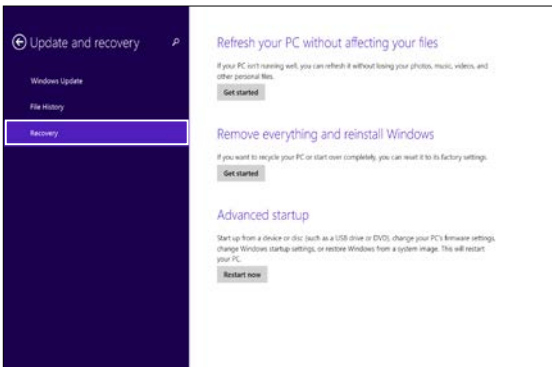 Update and recovery
Windows Update
File History
Recovery
Refresh your PC without affecting your files
If your PC isn't running well, you can refresh it without losing your photos, music, videos, and
other personal files.
Get started
Remove everything and reinstall Windows
If you want to recycle your PC or start over completely, you can reset it to its factory settings.
Get started
Advanced startup
Start up from a device or disc (such as a USB drive or DVD), change your PC's firmware settings,
change Windows startup settings, or restore Windows from a system image. This will restart
your PC.
Restart now